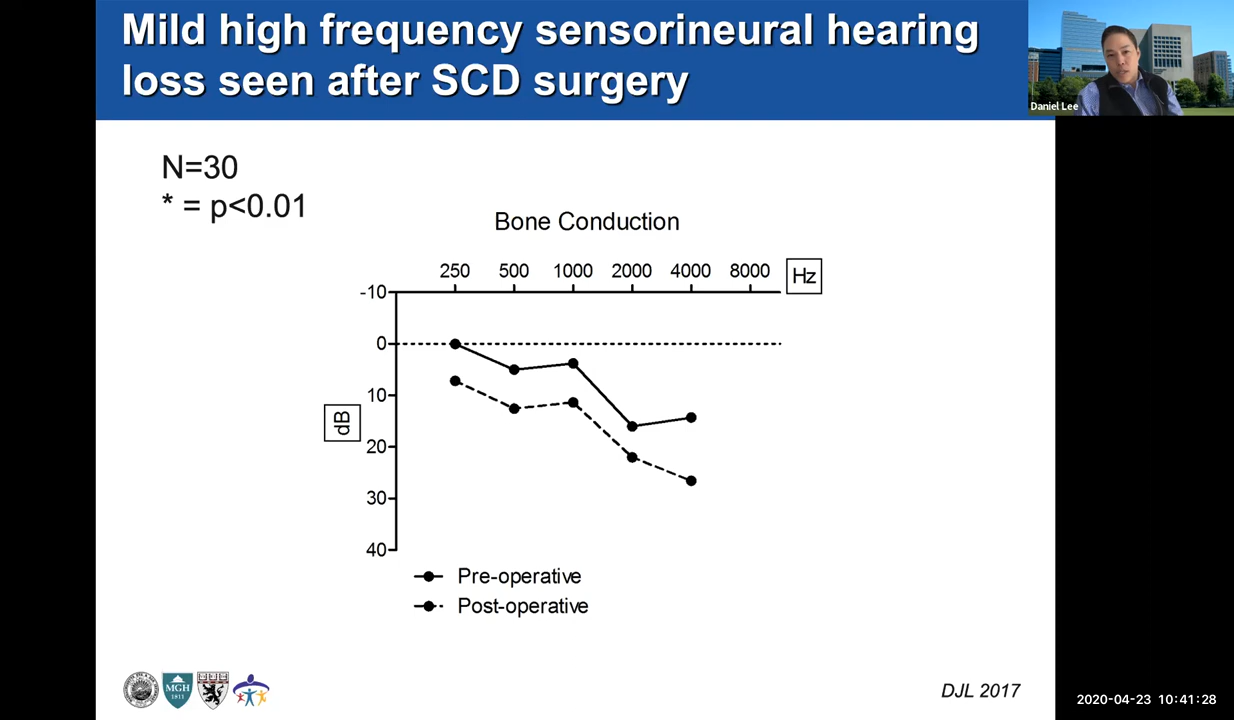 Mild high frequency sensorineural hearing
loss seen after SCD surgery
Daniel Lee
N=30
* = p<0.01
Bone Conduction
250 500 1000 2000 4000 8000 Hz
-10
0
10
dB
20
30
40
Pre-operative
Post-operative
MGH
1811
DJL 2017
2020-04-23 10:41:28